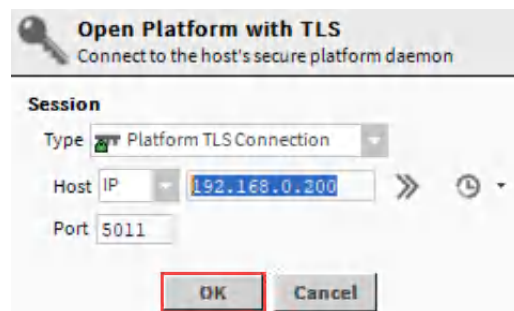 Open Platform with TLS
Connect to the host's secure platform daemon
Session
Type Platform TLS Connection
Host IP 192.168.0.200
Port 5011
OK Cancel